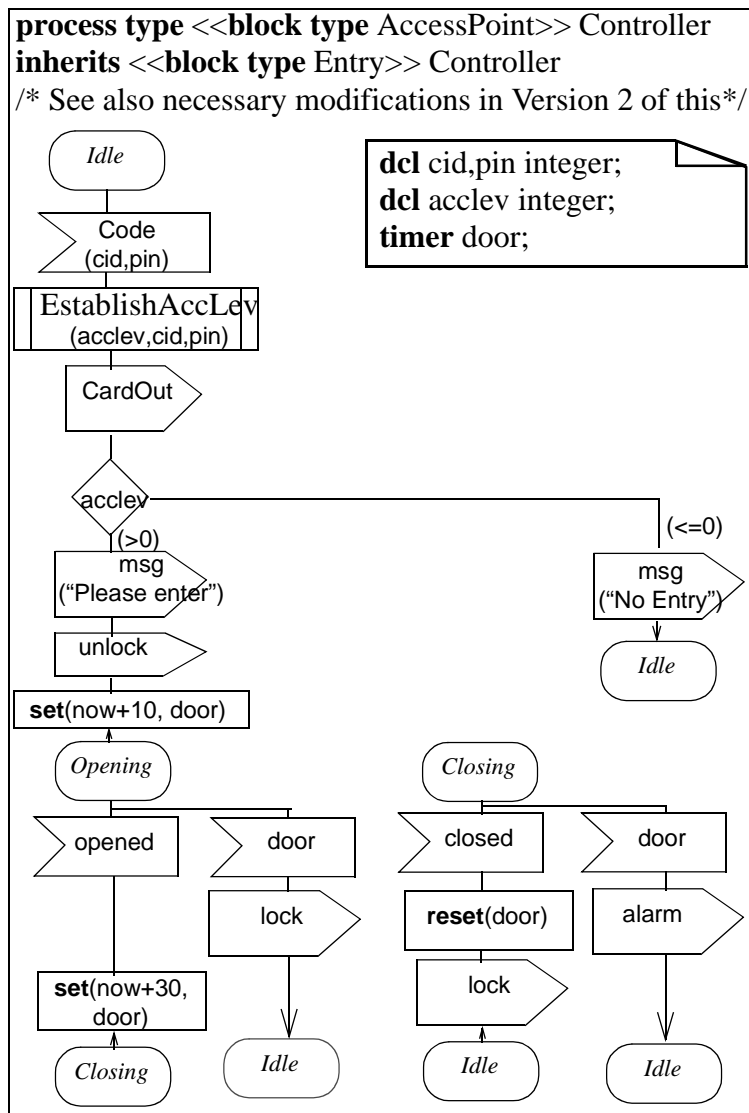 process type <<block type AccessPoint>> Controller
inherits <<block type Entry>> Controller
/* See also necessary modifications in Version 2 of this*/
Idle
dcl cid,pin integer;
dcl acclev integer;
timer door;
Code
(cid,pin)
EstablishAccLev
(acclev,cid,pin)
CardOut
acclev
(>0)
(<=0)
msg
(“Please enter”)
msg
(“No Entry”)
unlock
Idle
set(now+10, door)
Opening
Closing
opened
door
closed
door
lock
reset(door)
alarm
set(now+30,
door)
lock
Closing
Idle
Idle
Idle